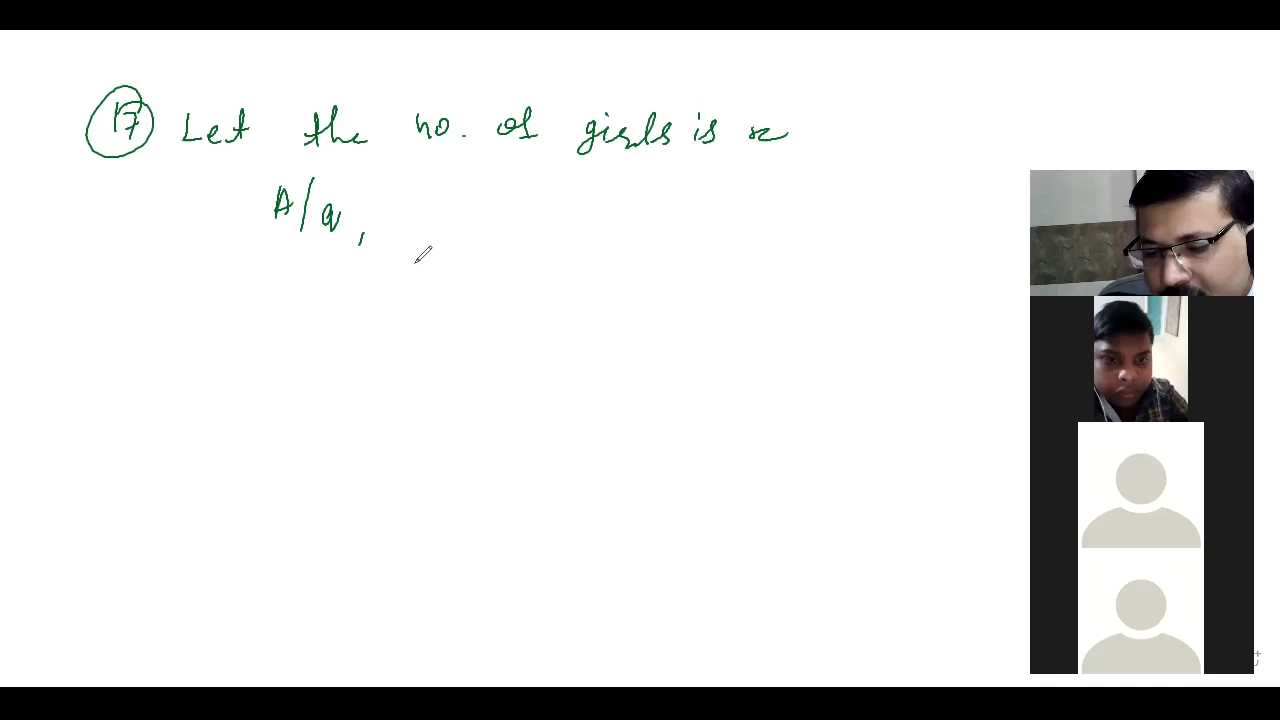 17 Let the no. of girls is x
A/q,